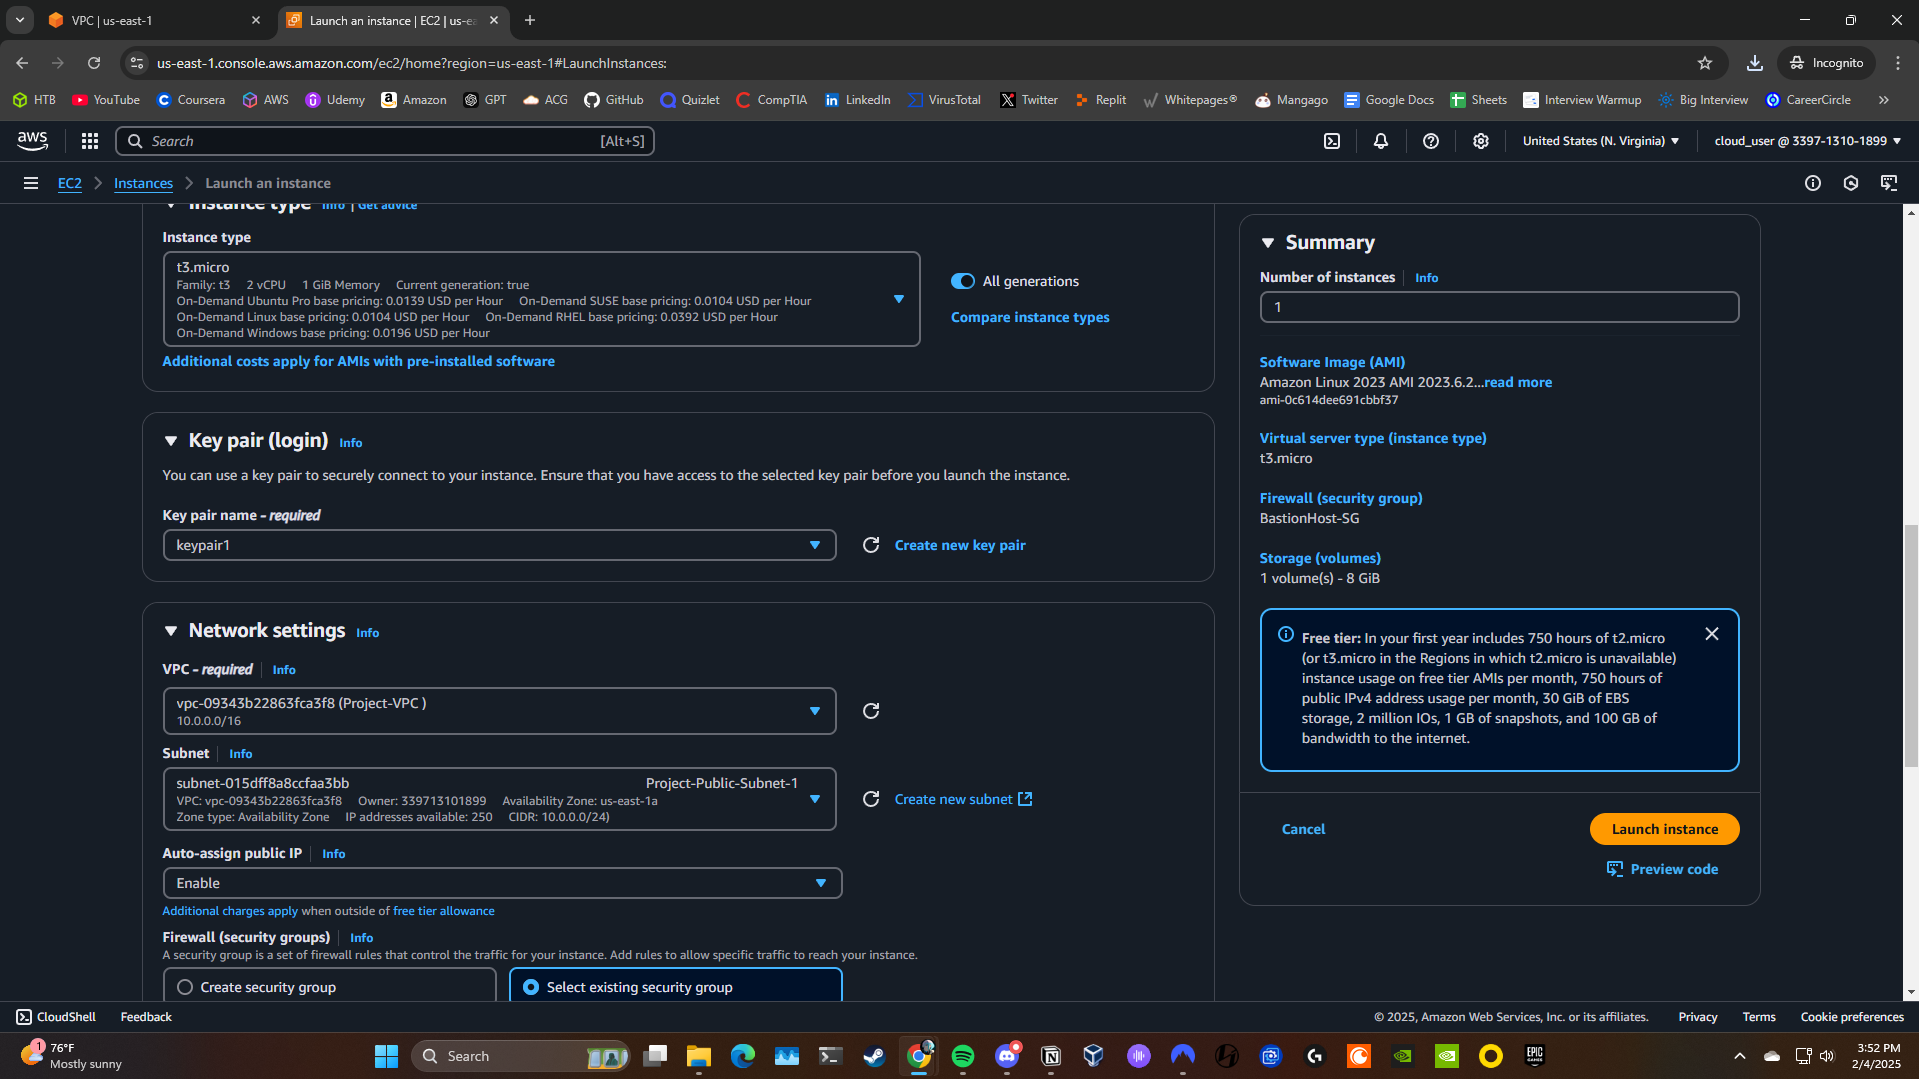 VPC | us-east-1
Launch an instance | EC2 | us-ea
us-east-1.console.aws.amazon.com/ec2/home?region=us-east-1#LaunchInstances:
Incognito
HTB YouTube Coursera AWS Udemy Amazon GPT ACG GitHub Quizlet CompTIA LinkedIn VirusTotal Twitter Replit Whitepages® Mangago Google Docs Sheets Interview Warmup Big Interview CareerCircle
aws Search [Alt+S] United States (N. Virginia) cloud_user @ 3397-1310-1899
EC2 Instances Launch an instance
Instance type Info | Get advice
Instance type
t3.micro
Family: t3 2 vCPU 1 GiB Memory Current generation: true
On-Demand Ubuntu Pro base pricing: 0.0139 USD per Hour On-Demand SUSE base pricing: 0.0104 USD per Hour
On-Demand Linux base pricing: 0.0104 USD per Hour On-Demand RHEL base pricing: 0.0392 USD per Hour
On-Demand Windows base pricing: 0.0196 USD per Hour
All generations
Compare instance types
Additional costs apply for AMIs with pre-installed software
Key pair (login) Info
You can use a key pair to securely connect to your instance. Ensure that you have access to the selected key pair before you launch the instance.
Key pair name - required
keypair1
Create new key pair
Network settings Info
VPC - required Info
vpc-09343b22863fca3f8 (Project-VPC )
10.0.0.0/16
Subnet Info
subnet-015dff8a8ccfaa3bb Project-Public-Subnet-1
VPC: vpc-09343b22863fca3f8 Owner: 339713101899 Availability Zone: us-east-1a
Zone type: Availability Zone IP addresses available: 250 CIDR: 10.0.0.0/24)
Create new subnet
Auto-assign public IP Info
Enable
Additional charges apply when outside of free tier allowance
Firewall (security groups) Info
A security group is a set of firewall rules that control the traffic for your instance. Add rules to allow specific traffic to reach your instance.
Create security group
Select existing security group
Summary
Number of instances Info
1
Software Image (AMI)
Amazon Linux 2023 AMI 2023.6.2...read more
ami-0c614dee691cbbf37
Virtual server type (instance type)
t3.micro
Firewall (security group)
BastionHost-SG
Storage (volumes)
1 volume(s) - 8 GiB
Free tier: In your first year includes 750 hours of t2.micro
(or t3.micro in the Regions in which t2.micro is unavailable)
instance usage on free tier AMIs per month, 750 hours of
public IPv4 address usage per month, 30 GiB of EBS
storage, 2 million IOs, 1 GB of snapshots, and 100 GB of
bandwidth to the internet.
Cancel
Launch instance
Preview code
CloudShell Feedback © 2025, Amazon Web Services, Inc. or its affiliates. Privacy Terms Cookie preferences
1
76°F
Mostly sunny
Search
EPIC
GAMES
3:52 PM
2/4/2025